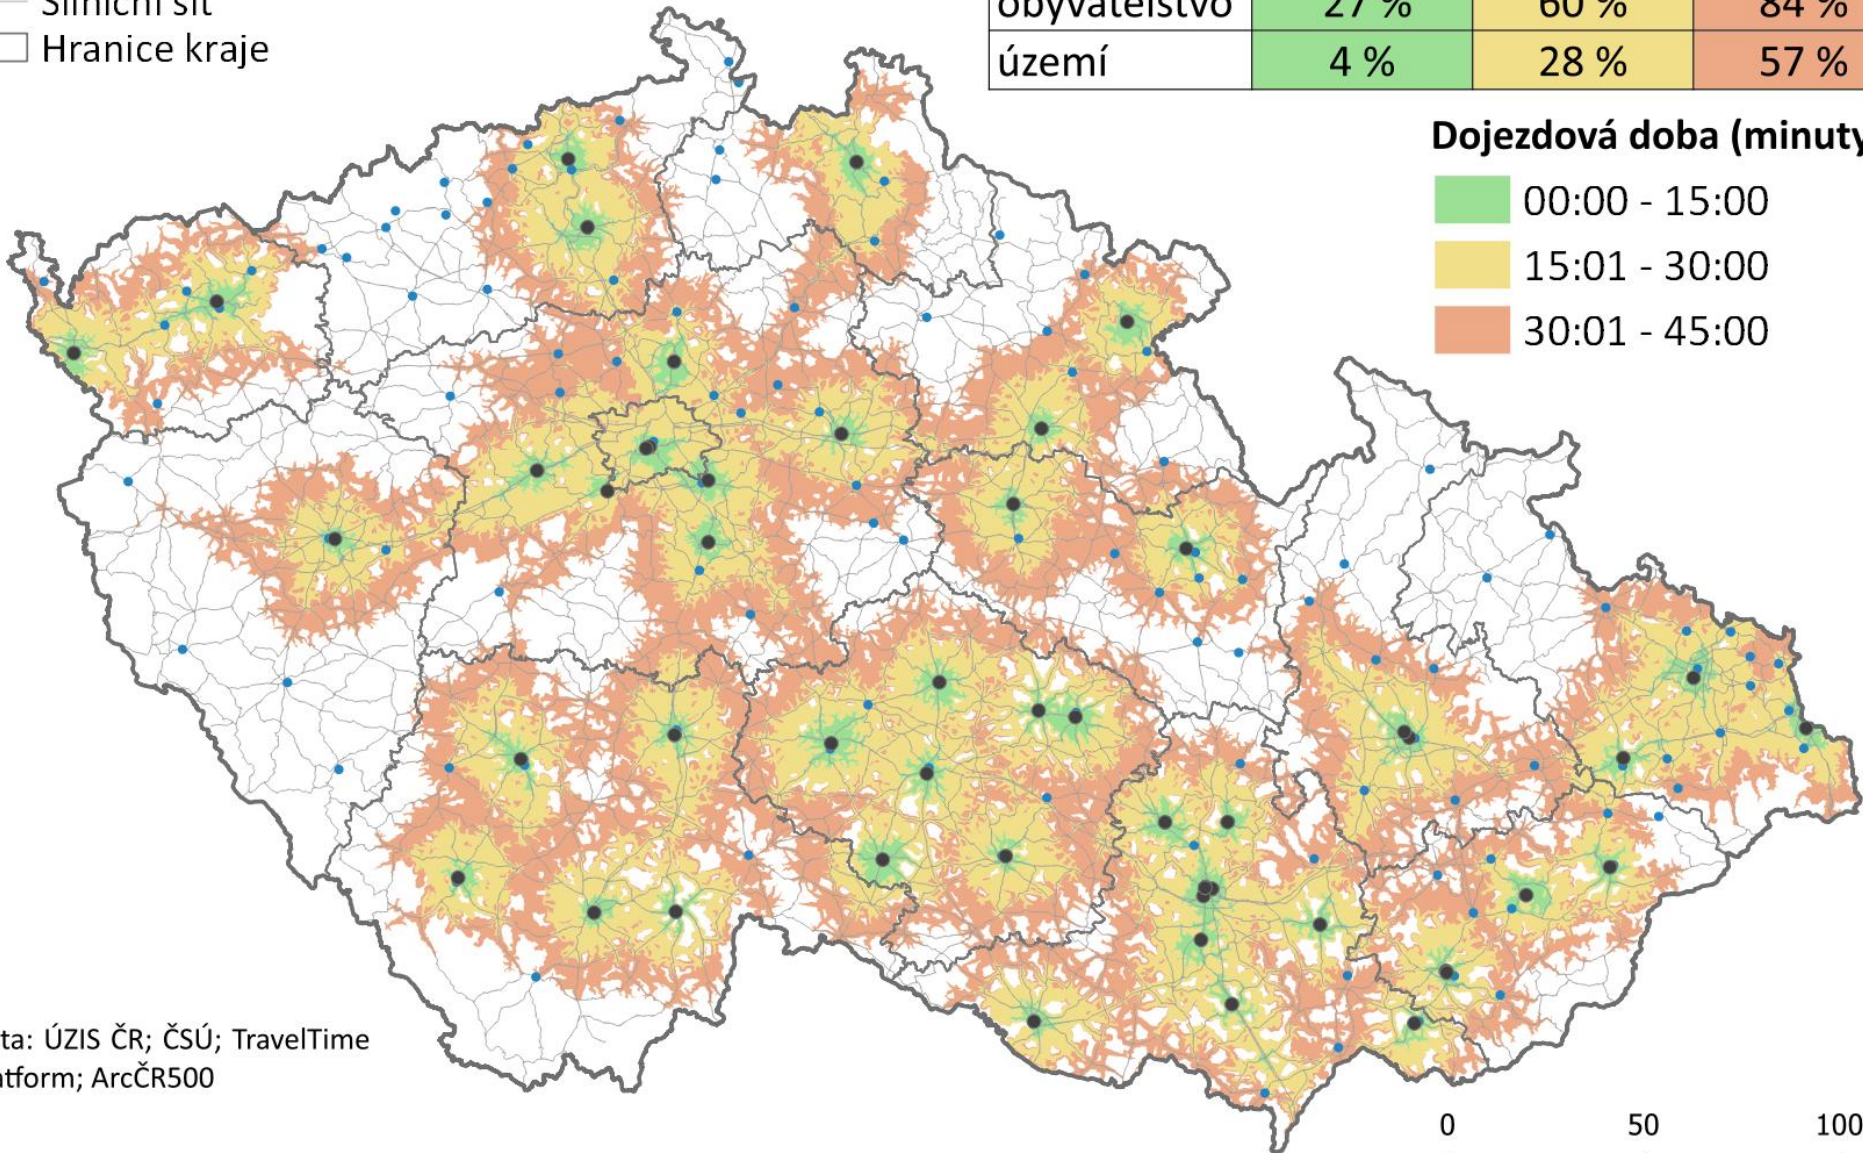 Silniční síť
Hranice kraje
obyvatelstvo 27 % 60 % 84 %
území 4 % 28 % 57 %
Dojezdová doba (minuty
00:00 - 15:00
15:01 - 30:00
30:01 - 45:00
ta: ÚZIS ČR; ČSÚ; TravelTime
atform; ArcČR500
0 50 100